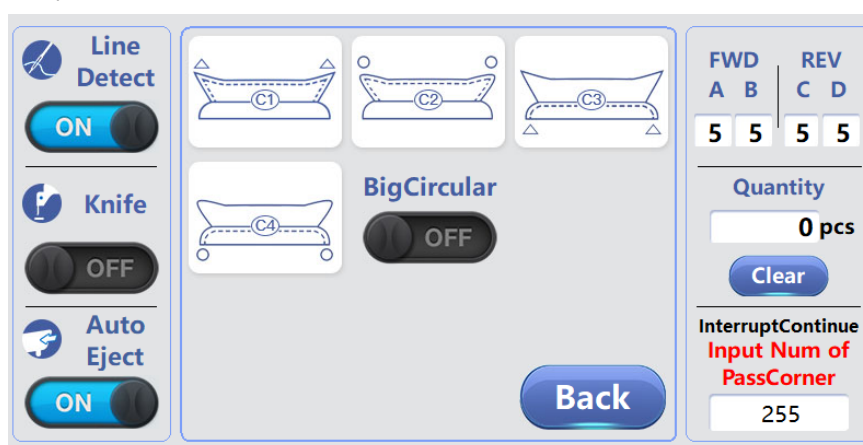 Line
Detect
ON
Knife
OFF
Auto
Eject
ON
C1
C2
C3
C4
BigCircular
OFF
Back
FWD REV
A B C D
5 5 5 5
Quantity
0 pcs
Clear
InterruptContinue
Input Num of
PassCorner
255